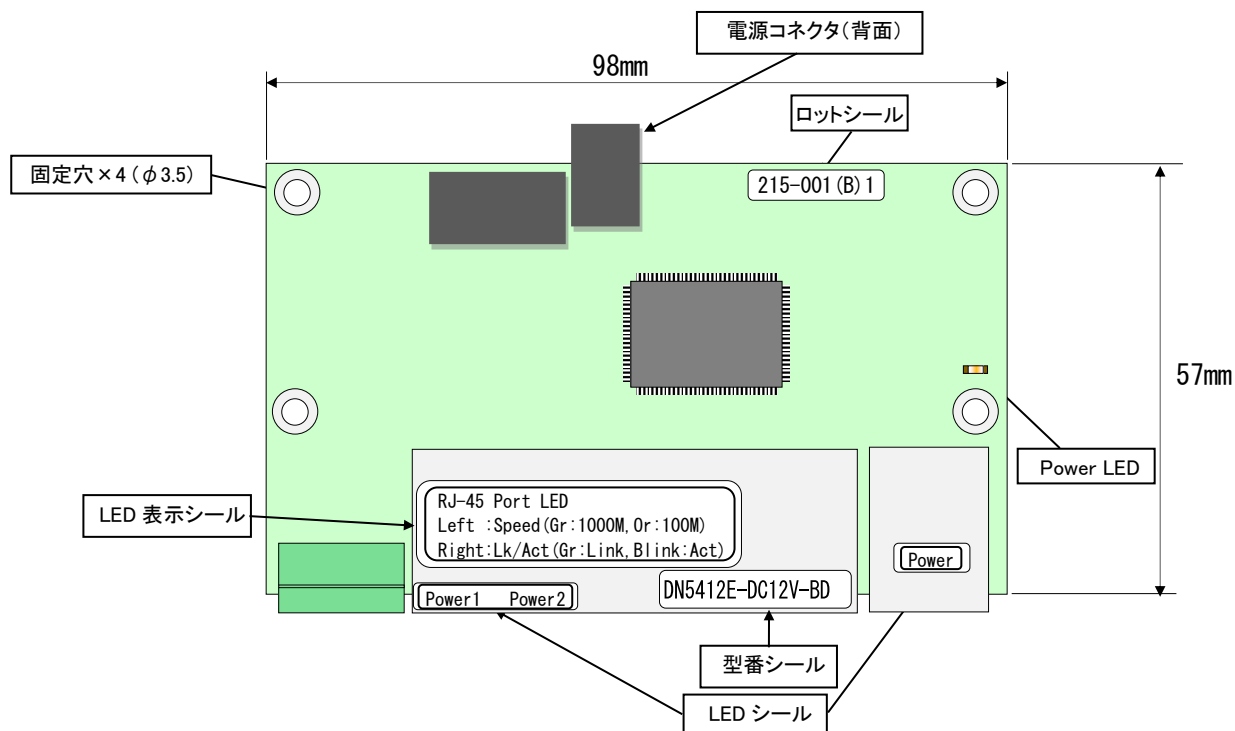 電源コネクタ(背面)
98mm
ロットシール
固定穴×4(φ3.5)
215-001(B)1
57mm
Power LED
LED 表示シール
RJ-45 Port LED
Left :Speed(Gr:1000M,Or:100M)
Right:Lk/Act(Gr:Link,Blink:Act)
Power
Power1 Power2
DN5412E-DC12V-BD
型番シール
LED シール